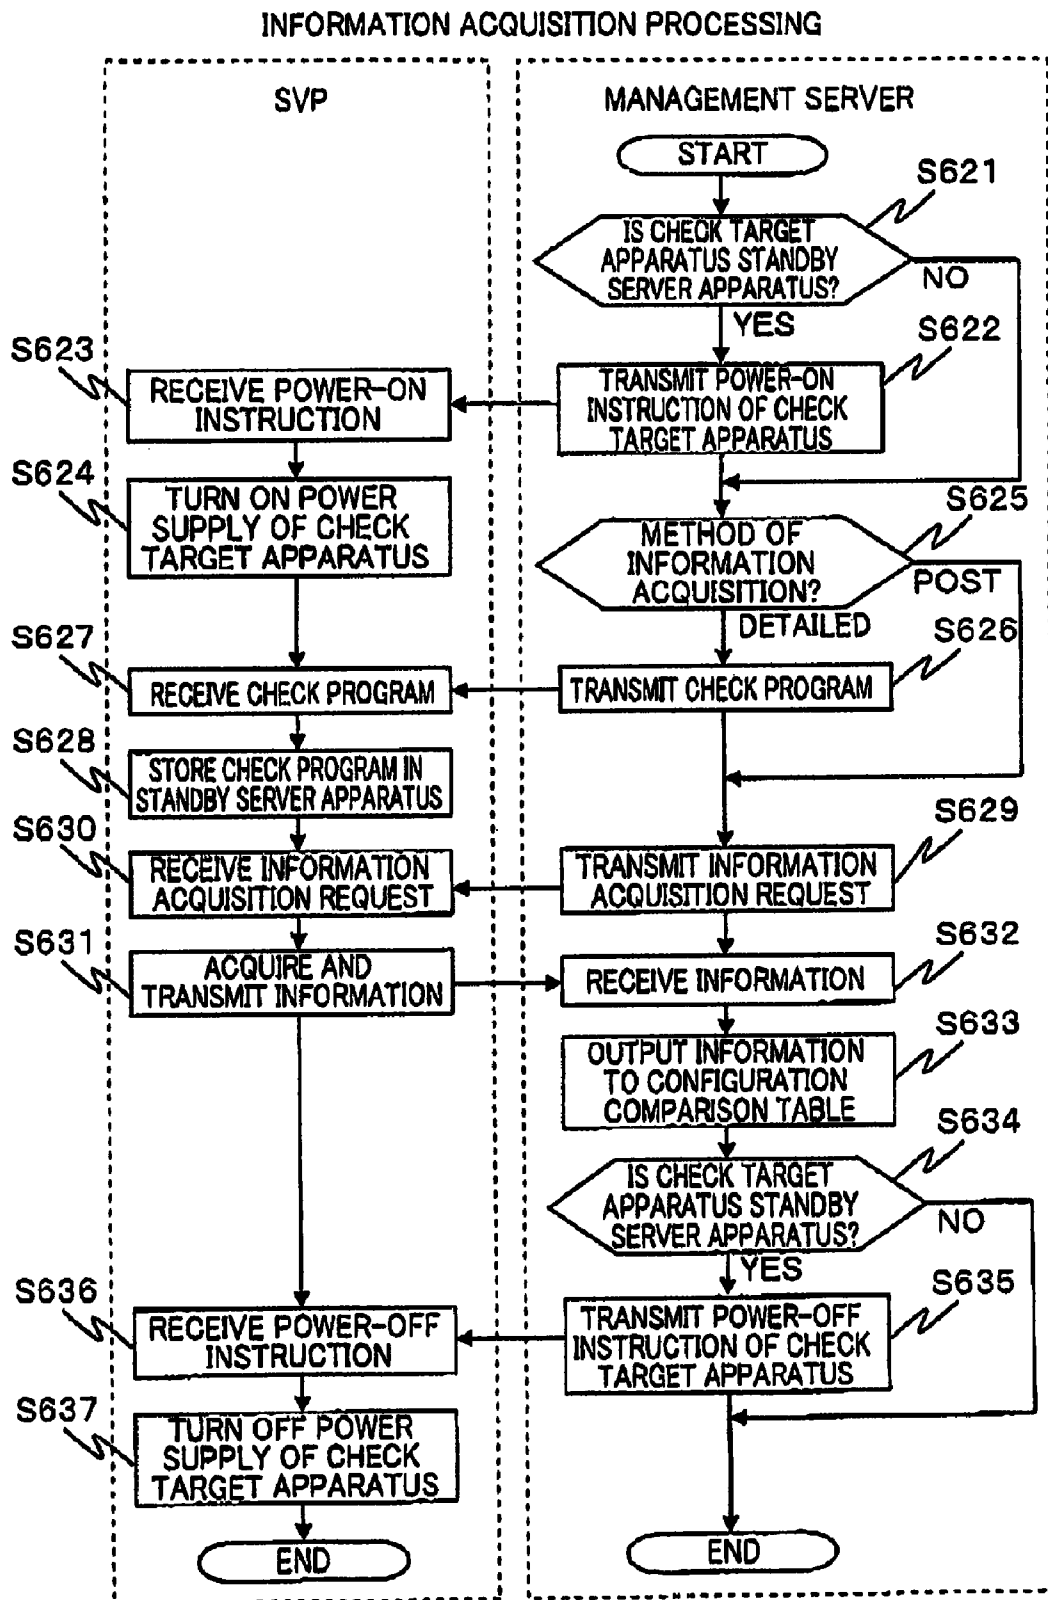 INFORMATION ACQUISITION PROCESSING
SVP
MANAGEMENT SERVER
START
S621
IS CHECK TARGET
APPARATUS STANDBY
SERVER APPARATUS?
NO
YES
S622
TRANSMIT POWER-ON
INSTRUCTION OF CHECK
TARGET APPARATUS
S623
RECEIVE POWER-ON
INSTRUCTION
S624
TURN ON POWER
SUPPLY OF CHECK
TARGET APPARATUS
S625
METHOD OF
INFORMATION
ACQUISITION?
POST
DETAILED
S626
TRANSMIT CHECK PROGRAM
S627
RECEIVE CHECK PROGRAM
S628
STORE CHECK PROGRAM IN
STANDBY SERVER APPARATUS
S629
TRANSMIT INFORMATION
ACQUISITION REQUEST
S630
RECEIVE INFORMATION
ACQUISITION REQUEST
S631
ACQUIRE AND
TRANSMIT INFORMATION
S632
RECEIVE INFORMATION
S633
OUTPUT INFORMATION
TO CONFIGURATION
COMPARISON TABLE
S634
IS CHECK TARGET
APPARATUS STANDBY
SERVER APPARATUS?
NO
YES
S635
TRANSMIT POWER-OFF
INSTRUCTION OF CHECK
TARGET APPARATUS
S636
RECEIVE POWER-OFF
INSTRUCTION
S637
TURN OFF POWER
SUPPLY OF CHECK
TARGET APPARATUS
END
END